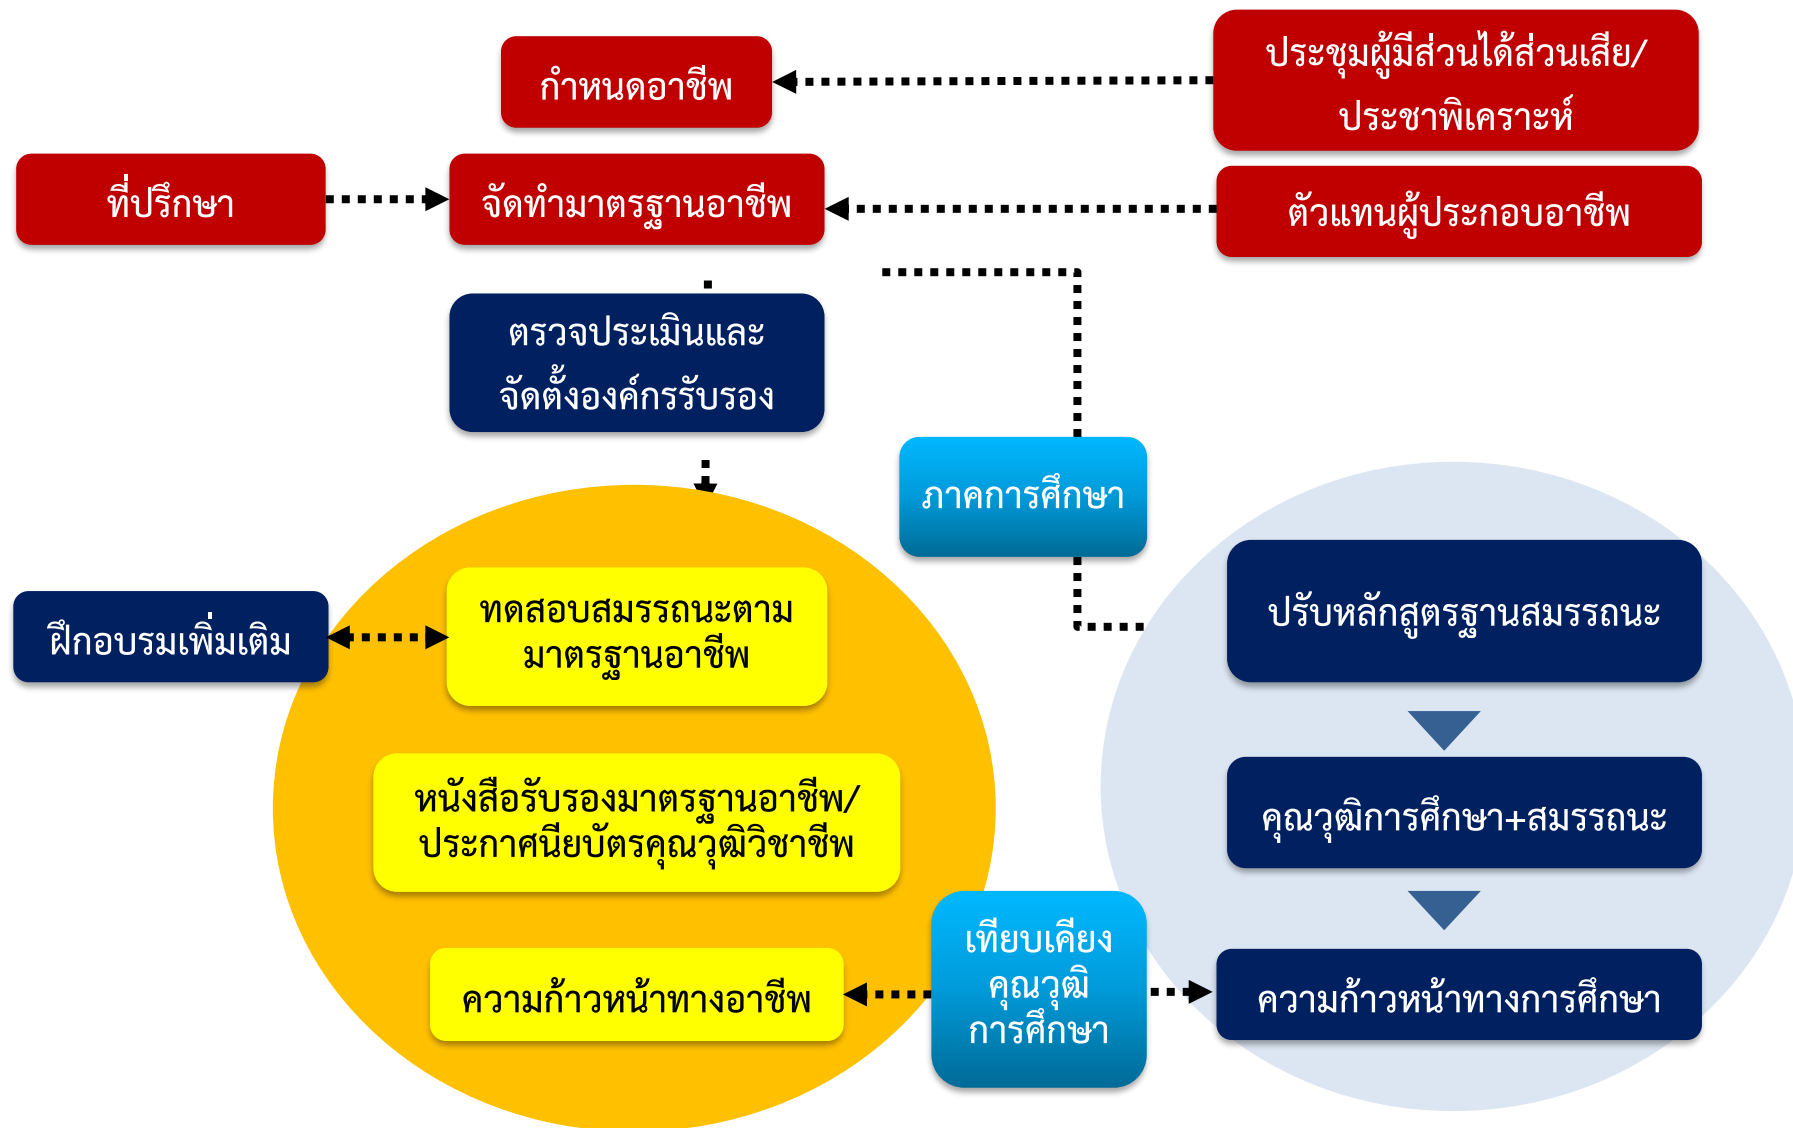 กำหนดอาชีพ
ประชุมผู้มีส่วนได้ส่วนเสีย/
ประชาพิเคราะห์
ที่ปรึกษา
จัดทำมาตรฐานอาชีพ
ตัวแทนผู้ประกอบอาชีพ
ตรวจประเมินและ
จัดตั้งองค์กรรับรอง
ภาคการศึกษา
ฝึกอบรมเพิ่มเติม
ทดสอบสมรรถนะตาม
มาตรฐานอาชีพ
ปรับหลักสูตรฐานสมรรถนะ
หนังสือรับรองมาตรฐานอาชีพ/
ประกาศนียบัตรคุณวุฒิวิชาชีพ
คุณวุฒิการศึกษา+สมรรถนะ
ความก้าวหน้าทางอาชีพ
เทียบเคียง
คุณวุฒิ
การศึกษา
ความก้าวหน้าทางการศึกษา